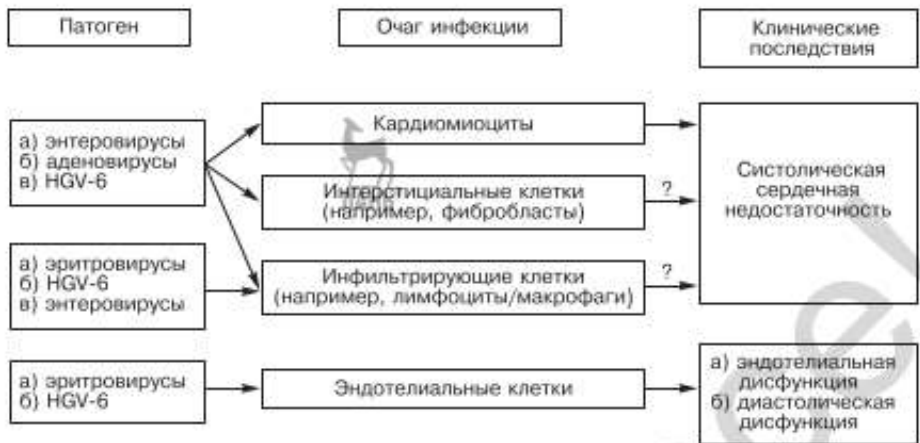 Патоген
Очаг инфекции
Клинические
последствия
а) энтеровирусы
б) аденовирусы
в) HGV-6
Кардиомиоциты
Интерстициальные клетки
(например, фибробласты)
?
Систолическая
сердечная
недостаточность
а) эритровирусы
б) HGV-6
в) энтеровирусы
Инфильтрирующие клетки
(например, лимфоциты/макрофаги)
?
а) эритровирусы
б) HGV-6
Эндотелиальные клетки
а) эндотелиальная
дисфункция
б) диастолическая
дисфункция